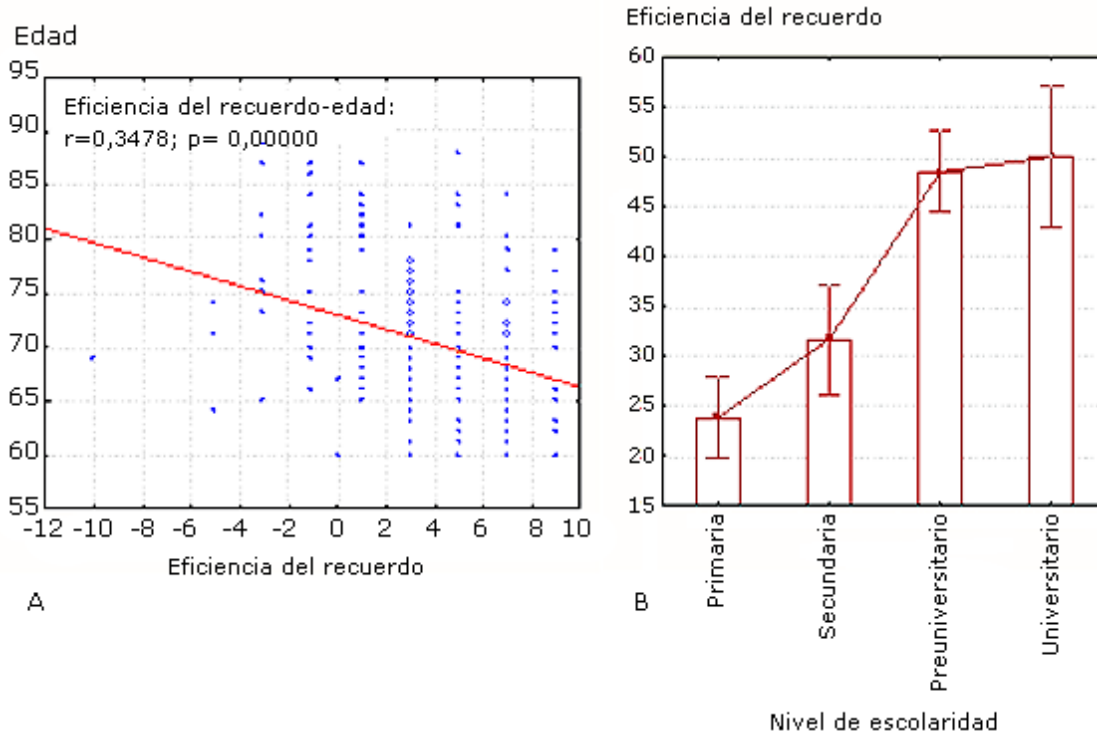 Edad
95
90
85
80
75
70
65
60
55
Eficiencia del recuerdo-edad:
r=0,3478; p= 0,00000
-12 -10 -8 -6 -4 -2 0 2 4 6 8 10
Eficiencia del recuerdo
A
Eficiencia del recuerdo
60
55
50
45
40
35
30
25
20
15
Primaria
Secundaria
Preuniversitario
Universitario
B
Nivel de escolaridad